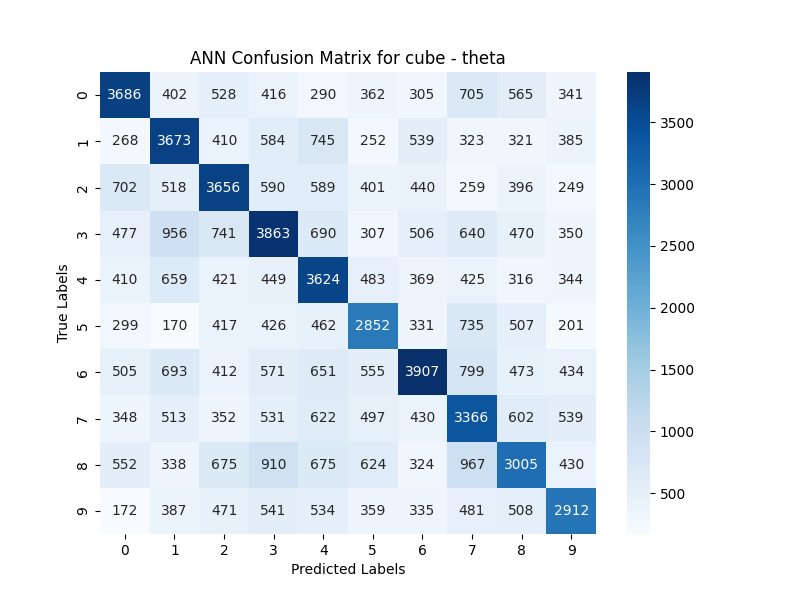 ANN Confusion Matrix for cube - theta
0 3686 402 528 416 290 362 305 705 565 341
1 268 3673 410 584 745 252 539 323 321 385
2 702 518 3656 590 589 401 440 259 396 249
3 477 956 741 3863 690 307 506 640 470 350
4 410 659 421 449 3624 483 369 425 316 344
5 299 170 417 426 462 2852 331 735 507 201
6 505 693 412 571 651 555 3907 799 473 434
7 348 513 352 531 622 497 430 3366 602 539
8 552 338 675 910 675 624 324 967 3005 430
9 172 387 471 541 534 359 335 481 508 2912
0 1 2 3 4 5 6 7 8 9
Predicted Labels
True Labels
3500
3000
2500
2000
1500
1000
500